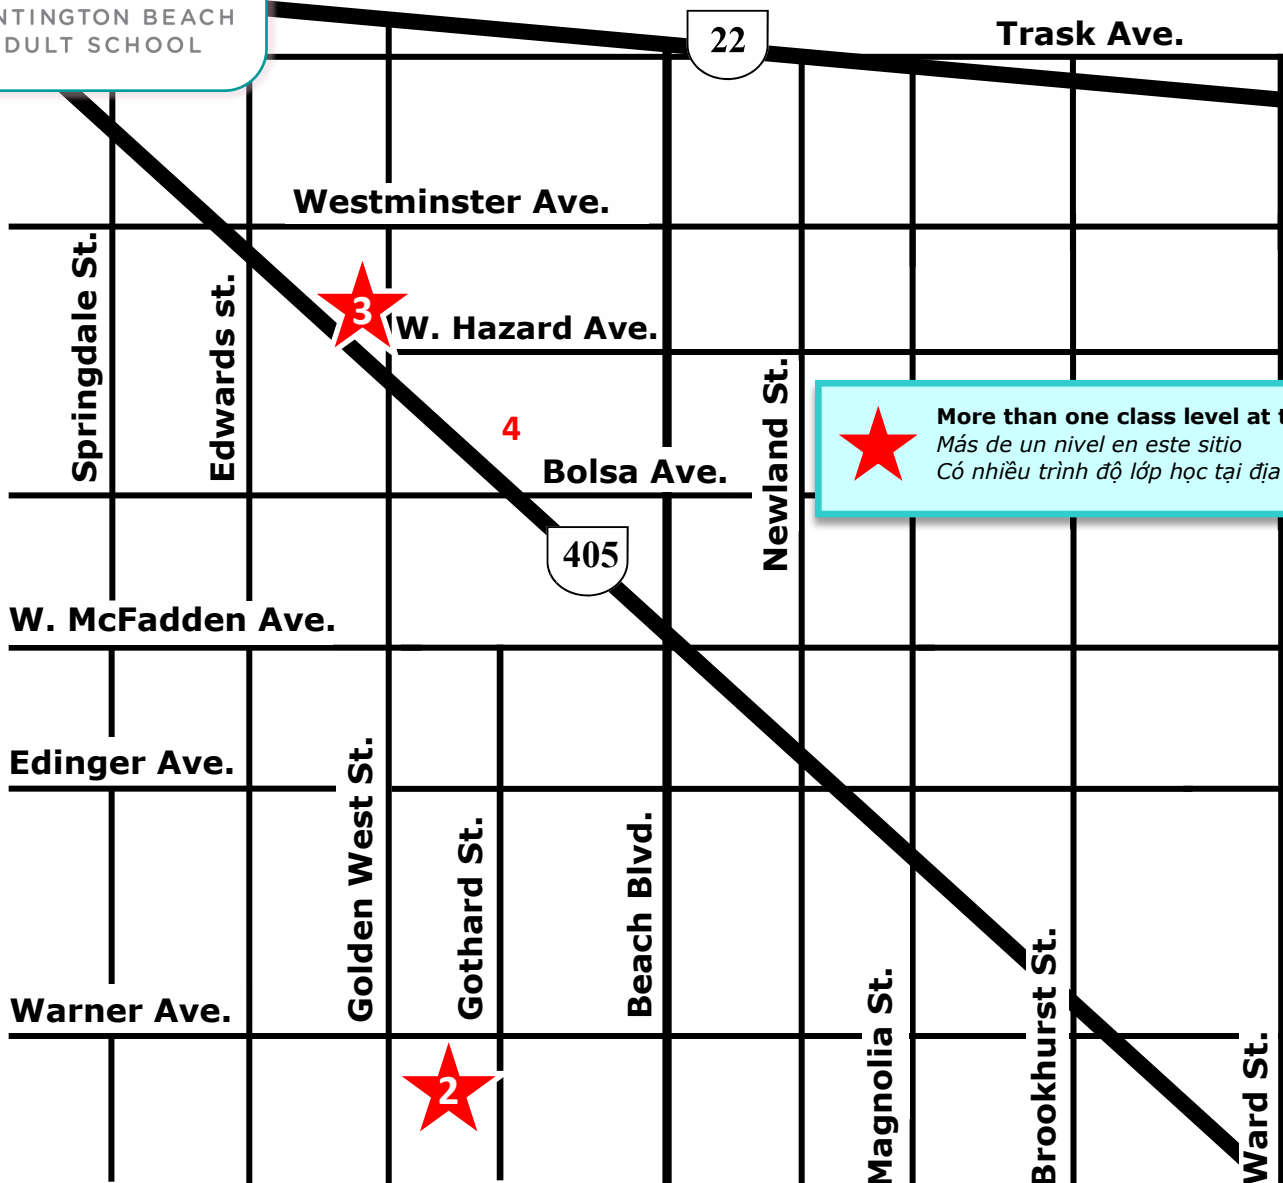 NTINGTON BEACH
DULT SCHOOL
22
Trask Ave.
Westminster Ave.
Springdale St.
Edwards st.
3
W. Hazard Ave.
Newland St.
4
More than one class level at t
Más de un nivel en este sitio
Có nhiều trình độ lớp học tại địa
Bolsa Ave.
405
W. McFadden Ave.
Edinger Ave.
Golden West St.
Gothard St.
Beach Blvd.
Warner Ave.
Magnolia St.
Brookhurst St.
Ward St.
2